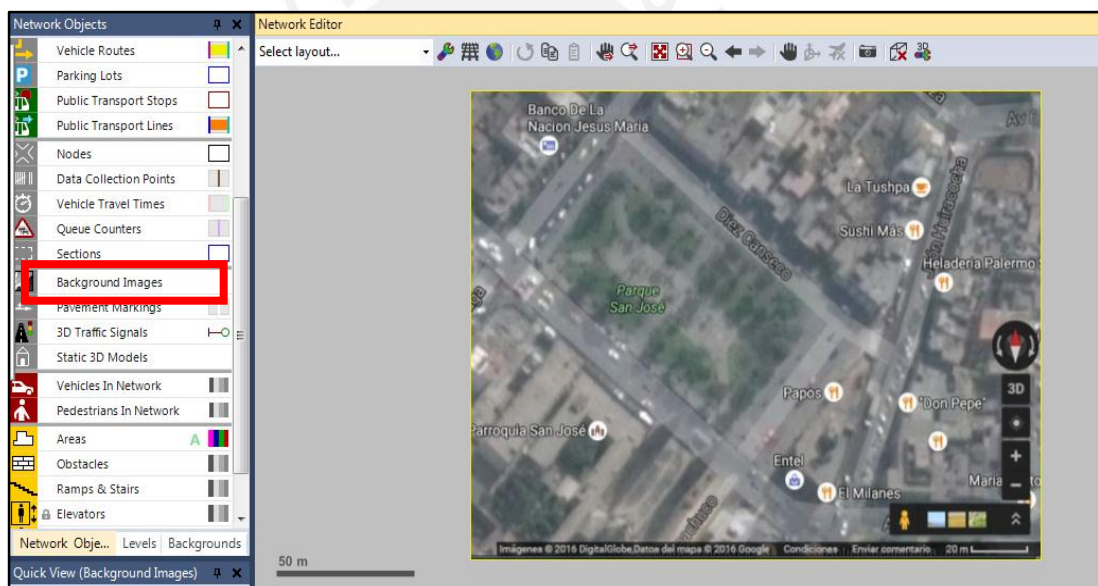 Network Objects
Network Editor
Select layout...
Vehicle Routes
P Parking Lots
Public Transport Stops
Public Transport Lines
Nodes
Data Collection Points
Vehicle Travel Times
Queue Counters
Sections
Background Images
Pavement Markings
3D Traffic Signals
Static 3D Models
Vehicles In Network
Pedestrians In Network
Areas A
Obstacles
Ramps & Stairs
Elevators
Network Obje... Levels Backgrounds
Quick View (Background Images)
Banco De La
Nacion Jesus Maria
Av
La Tushpa
Sushi Mas
Huiracocha
Heladeria Palermo
Diez Canseco
Parque
San José
3D
Papos
"Don Pepe"
Parroquia San José
Entel
El Milanes
Maria
Imágenes © 2016 DigitalGlobe,Datos del mapa © 2016 Google Condiciones Enviar comentario 20 m
50 m